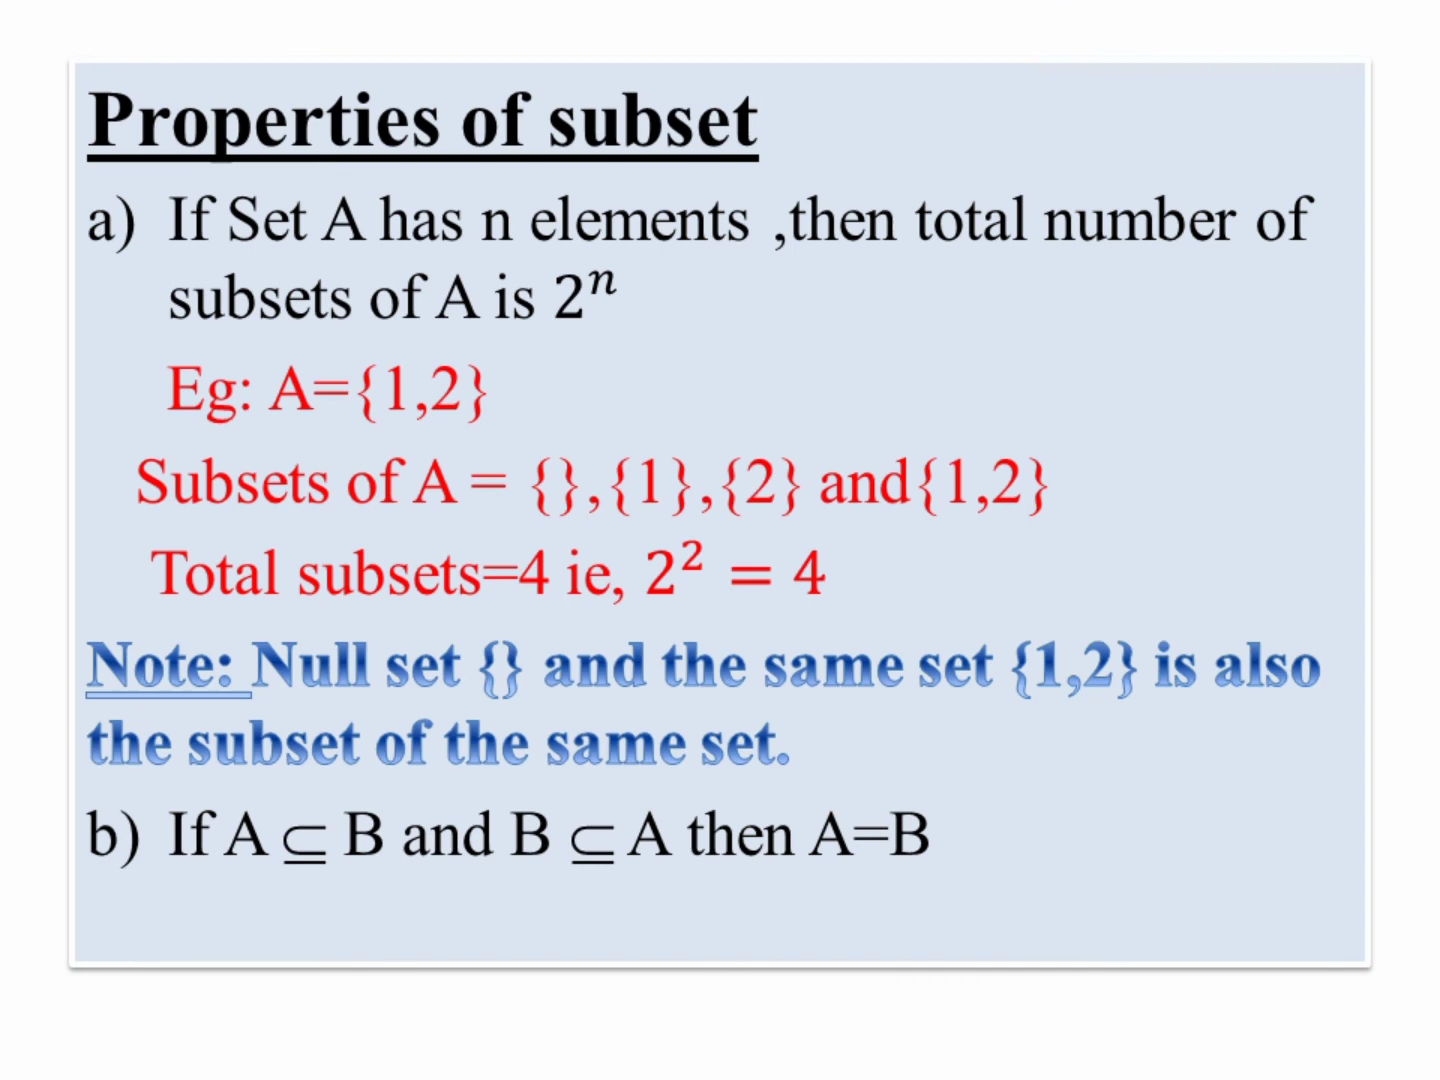 Properties of subset
a) If Set A has n elements ,then total number of
subsets of A is 2ⁿ
Eg: A={1,2}
Subsets of A = {},{1},{2} and{1,2}
Total subsets=4 ie, 2² = 4
Note: Null set {} and the same set {1,2} is also
the subset of the same set.
b) If A ⊆ B and B ⊆ A then A=B